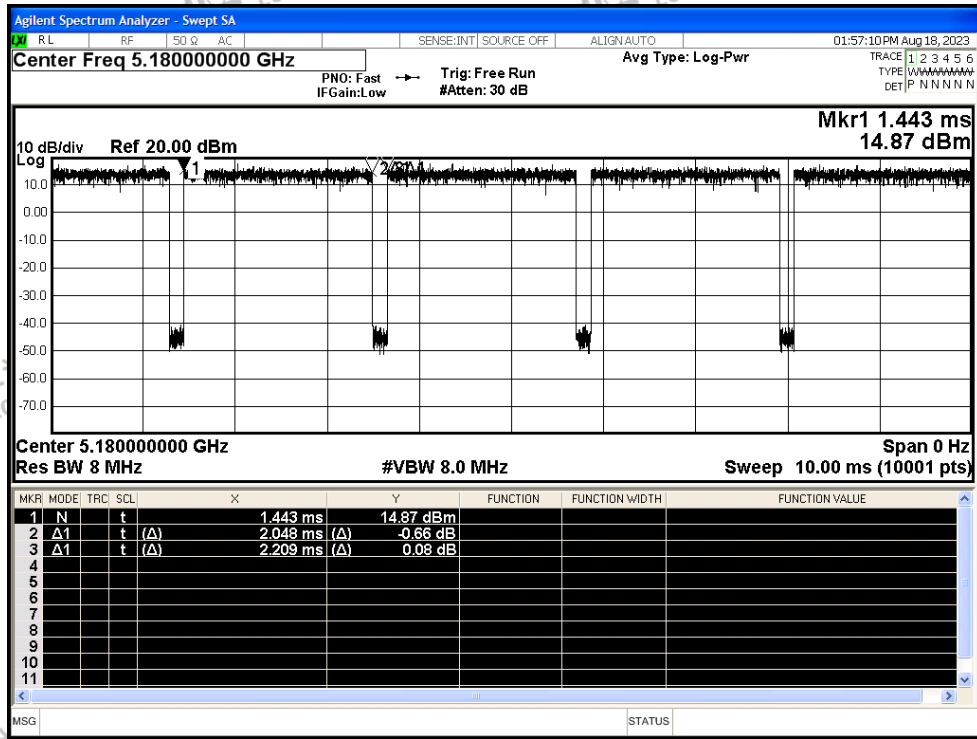 Agilent Spectrum Analyzer - Swept SA
LXI RL RF 50 Ω AC SENSE:INT SOURCE OFF ALIGN AUTO 01:57:10 PM Aug 18, 2023
Center Freq 5.180000000 GHz
PNO: Fast
IFGain:Low
Trig: Free Run
#Atten: 30 dB
Avg Type: Log-Pwr
TRACE 1 2 3 4 5 6
TYPE WWWWWW
DET P N N N N N
Mkr1 1.443 ms
14.87 dBm
10 dB/div Ref 20.00 dBm
Log
1
10.0
0.00
-10.0
-20.0
-30.0
-40.0
-50.0
-60.0
-70.0
Center 5.180000000 GHz Span 0 Hz
Res BW 8 MHz #VBW 8.0 MHz Sweep 10.00 ms (10001 pts)
MKR MODE TRC SCL X Y FUNCTION FUNCTION WIDTH FUNCTION VALUE
1 N t 1.443 ms 14.87 dBm
2 Δ1 t (Δ) 2.048 ms (Δ) -0.66 dB
3 Δ1 t (Δ) 2.209 ms (Δ) 0.08 dB
4
5
6
7
8
9
10
11
MSG STATUS